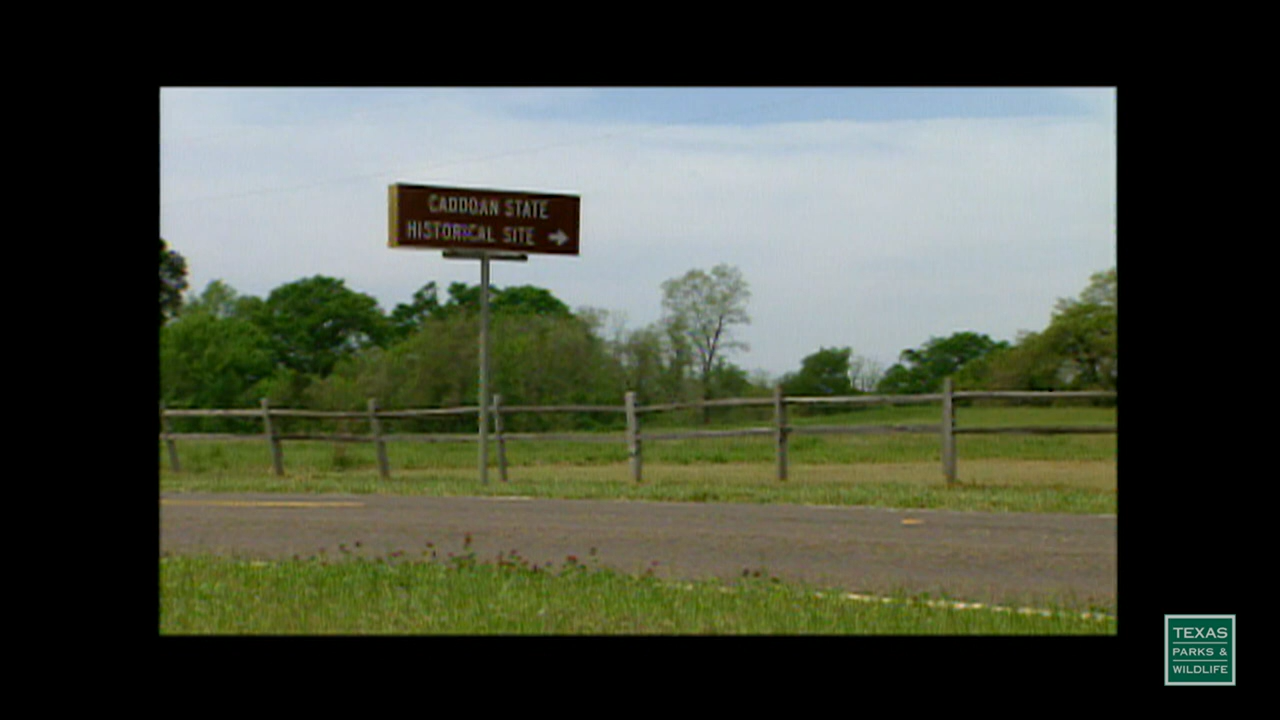 CADDOAN STATE
HISTORICAL SITE →
TEXAS
PARKS &
WILDLIFE